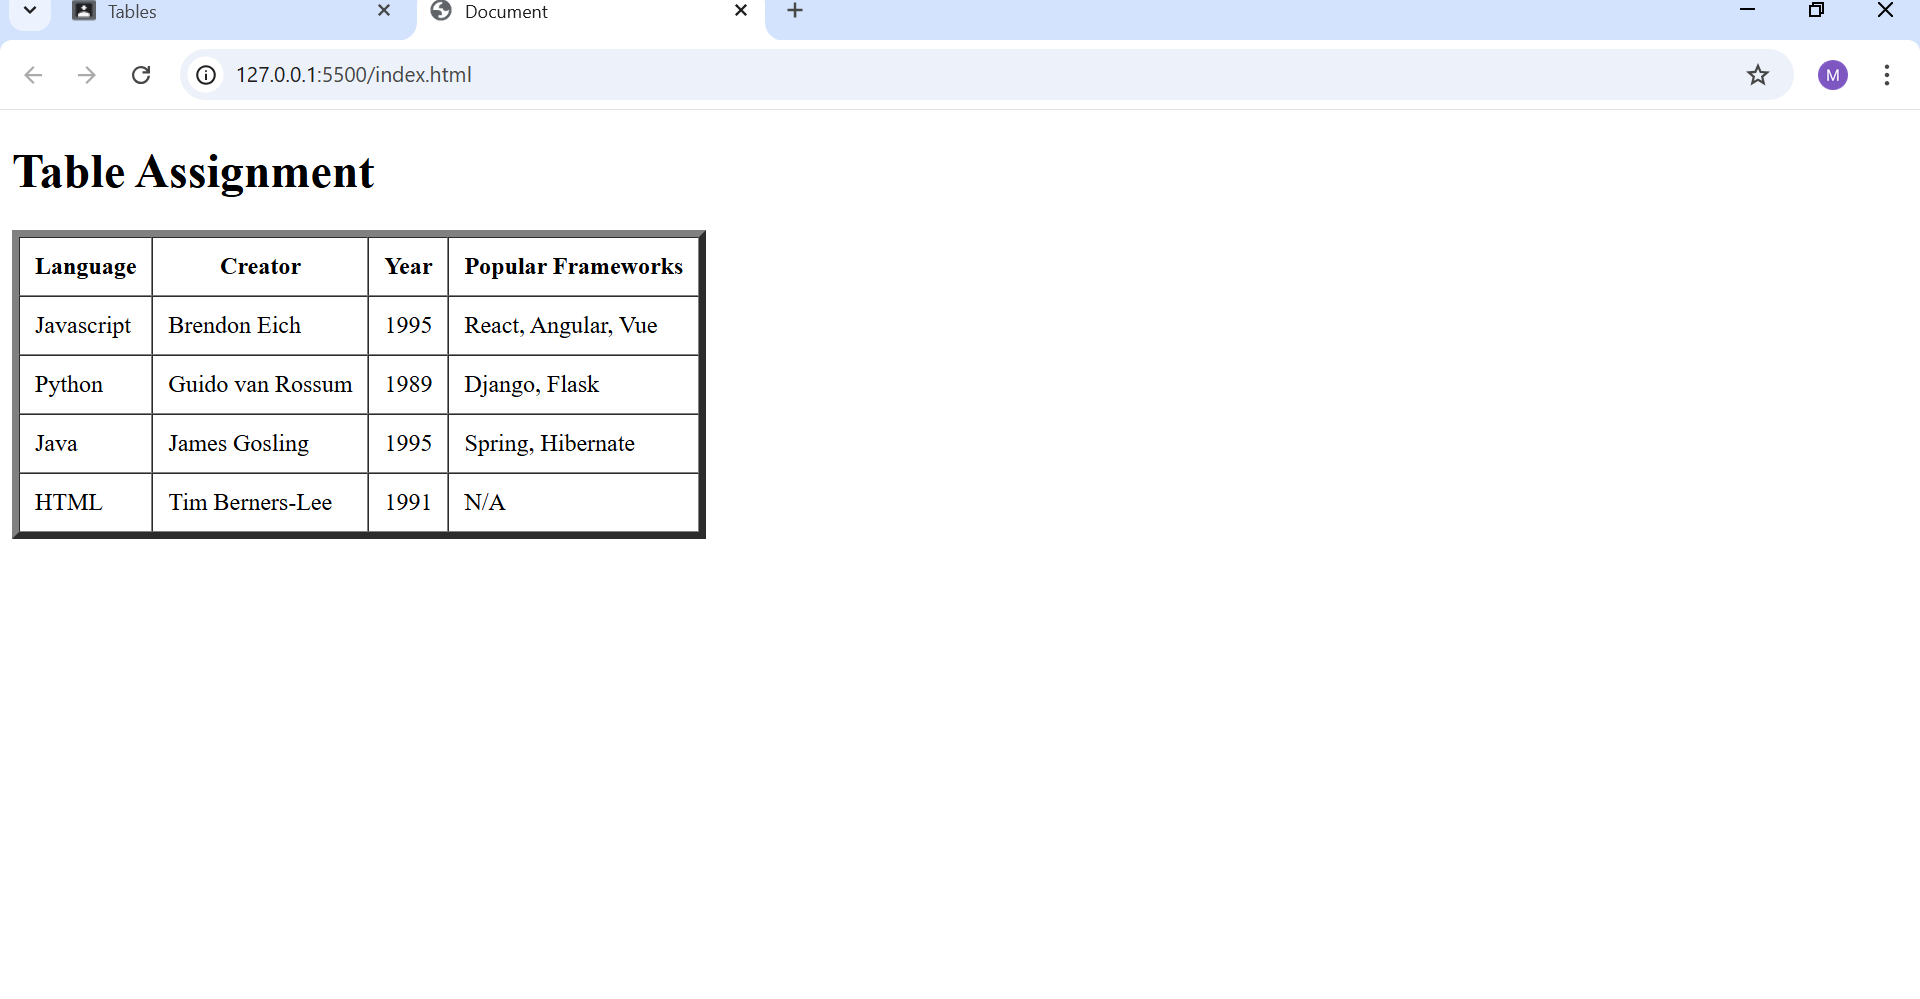 Tables
Document
127.0.0.1:5500/index.html
M
Table Assignment
Language Creator Year Popular Frameworks
Javascript Brendon Eich 1995 React, Angular, Vue
Python Guido van Rossum 1989 Django, Flask
Java James Gosling 1995 Spring, Hibernate
HTML Tim Berners-Lee 1991 N/A